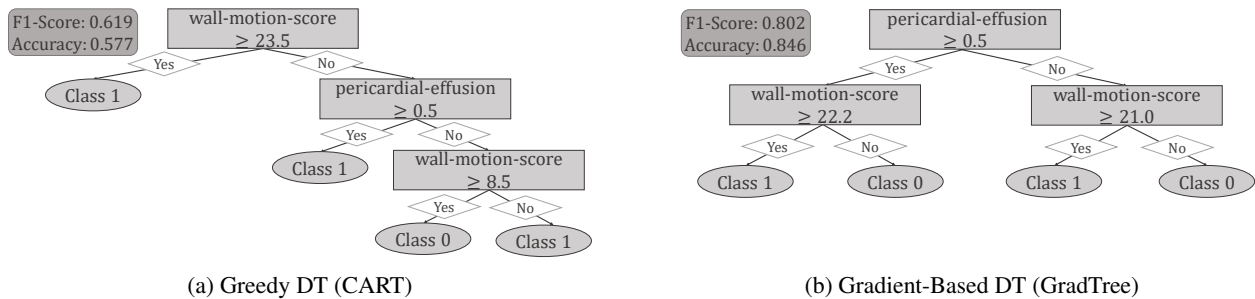 F1-Score: 0.619
Accuracy: 0.577
wall-motion-score
≥ 23.5
Yes
No
Class 1
pericardial-effusion
≥ 0.5
Yes
No
Class 1
wall-motion-score
≥ 8.5
Yes
No
Class 0
Class 1
(a) Greedy DT (CART)
F1-Score: 0.802
Accuracy: 0.846
pericardial-effusion
≥ 0.5
Yes
No
wall-motion-score
≥ 22.2
wall-motion-score
≥ 21.0
Yes
No
Yes
No
Class 1
Class 0
Class 1
Class 0
(b) Gradient-Based DT (GradTree)